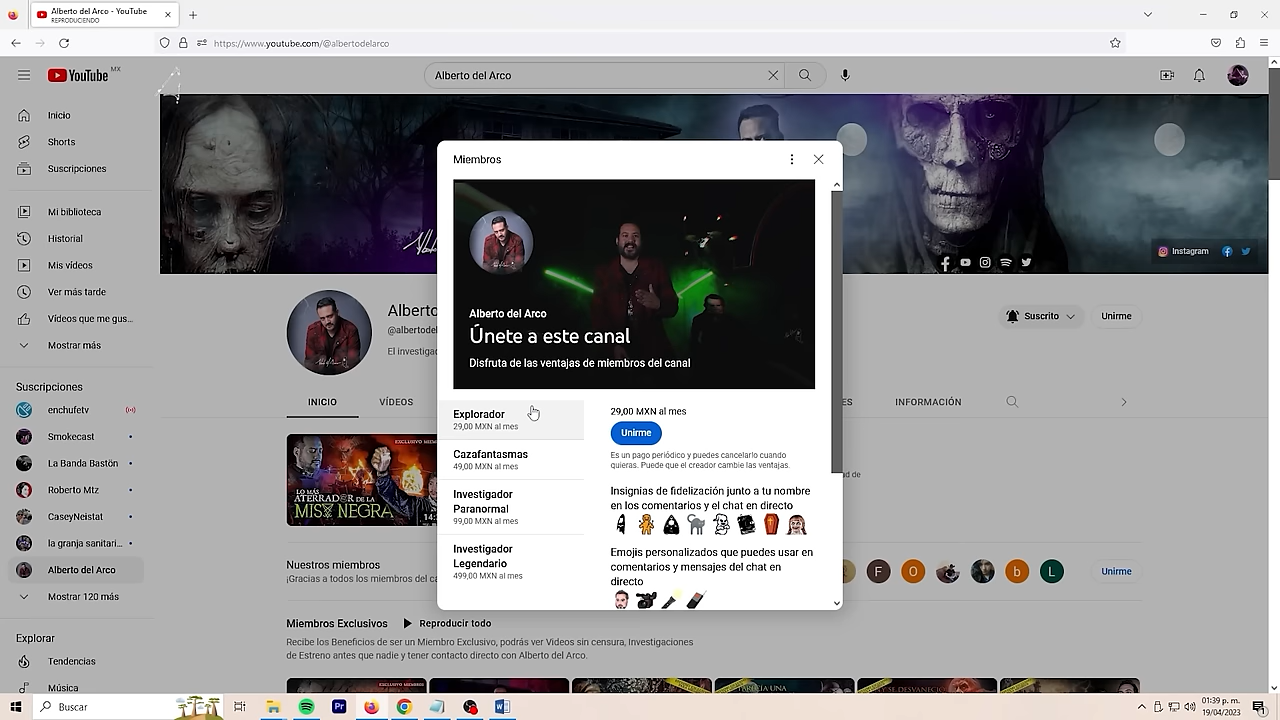 Alberto del Arco - YouTube
REPRODUCIENDO
https://www.youtube.com/@albertodelarco
YouTube MX
Alberto del Arco
Inicio
Shorts
Suscripciones
Mi biblioteca
Historial
Mis vídeos
Ver más tarde
Vídeos que me gus...
Mostrar más
Suscripciones
enchufetv
Smokecast
La Banda Bastón
Roberto Mtz
CaseyNeistat
la granja sanitari...
Alberto del Arco
Mostrar 120 más
Explorar
Tendencias
Música
Instagram
Alberto
@albertodel
El investiga
Suscrito
Unirme
INICIO
VÍDEOS
ES
INFORMACIÓN
EXCLUSIVO MIEM
LO MÁS
ATERRADOR DE LA
MISA NEGRA
14:
dad de
Nuestros miembros
¡Gracias a todos los miembros del ca
F
O
b
L
Unirme
Miembros Exclusivos
Reproducir todo
Recibe los Beneficios de ser un Miembro Exclusivo, podrás ver Videos sin censura, Investigaciones
de Estreno antes que nadie y tener contacto directo con Alberto del Arco.
Miembros
Alberto del Arco
Únete a este canal
Disfruta de las ventajas de miembros del canal
Explorador
29,00 MXN al mes
Cazafantasmas
49,00 MXN al mes
Investigador
Paranormal
99,00 MXN al mes
Investigador
Legendario
499,00 MXN al mes
29,00 MXN al mes
Unirme
Es un pago periódico y puedes cancelarlo cuando
quieras. Puede que el creador cambie las ventajas.
Insignias de fidelización junto a tu nombre
en los comentarios y el chat en directo
Emojis personalizados que puedes usar en
comentarios y mensajes del chat en
directo
Buscar
01:39 p. m.
19/04/2023